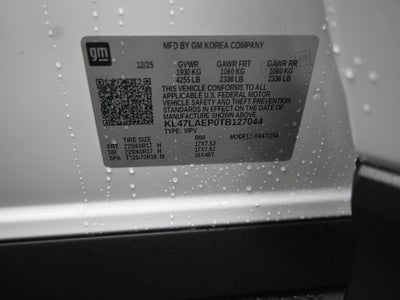 gm
MFD BY GM KOREA COMPANY
12/25 GVWR GAWR FRT GAWR RR
1930 KG 1060 KG 1060 KG
4255 LB 2336 LB 2336 LB
THIS VEHICLE CONFORMS TO ALL
APPLICABLE U.S. FEDERAL MOTOR
VEHICLE SAFETY AND THEFT PREVENTION
STANDARDS IN EFFECT ON THE DATE OF
MANUFACTURE SHOWN ABOVE.
KL47LAEP0TB127044
TYPE: MPV
TIRE SIZE RIM MODEL:
FRT 225/60R17 H 17X7.5J
RR 225/60R17 H 17X7.5J
SPA T125/70R16 M 16X4BT